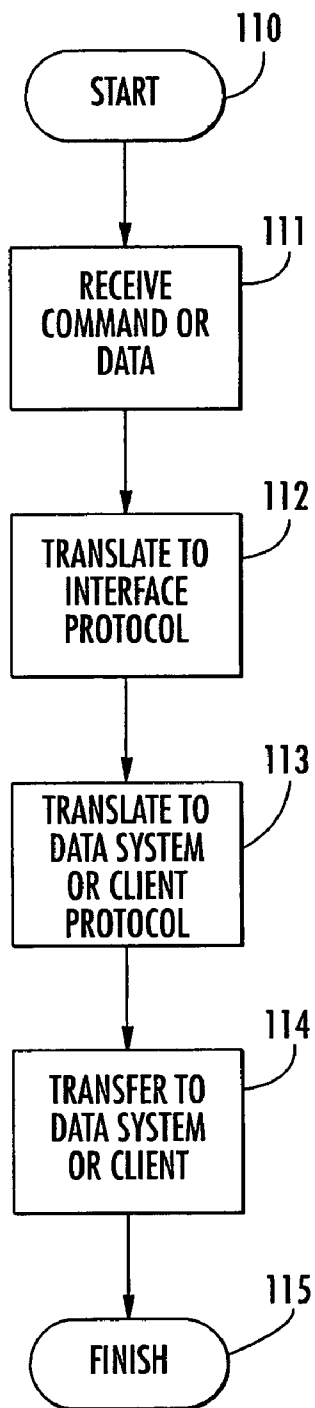 110
START
111
RECEIVE
COMMAND OR
DATA
112
TRANSLATE TO
INTERFACE
PROTOCOL
113
TRANSLATE TO
DATA SYSTEM
OR CLIENT
PROTOCOL
114
TRANSFER TO
DATA SYSTEM
OR CLIENT
115
FINISH